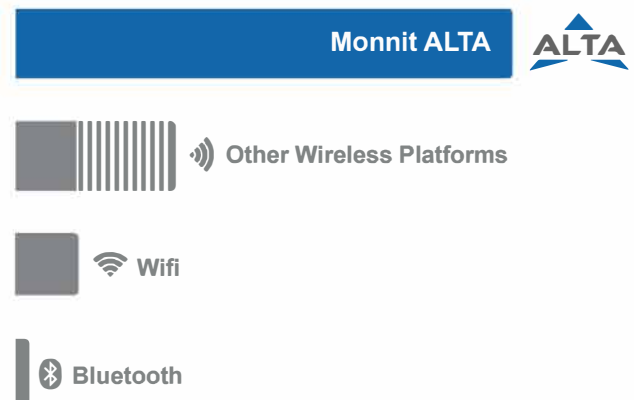 Monnit ALTA
ALTA
Other Wireless Platforms
Wifi
Bluetooth